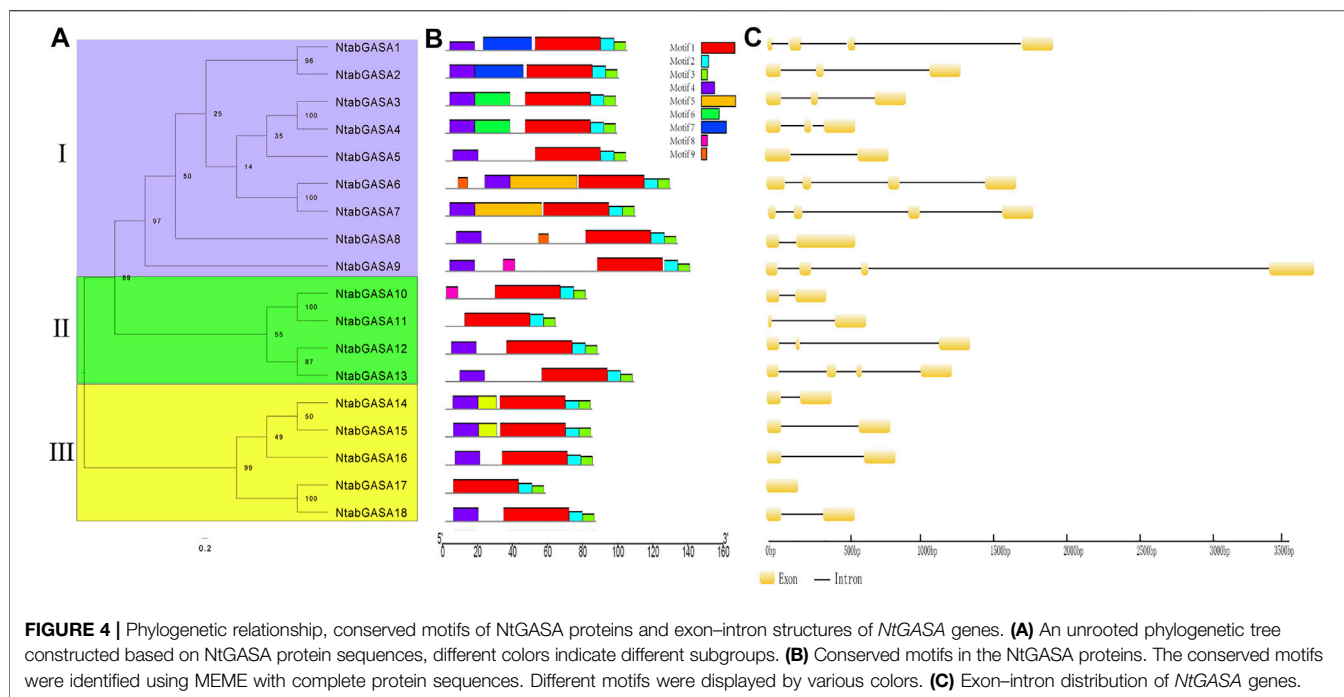 A
B
C
I
II
III
NtabGASA1
NtabGASA2
NtabGASA3
NtabGASA4
NtabGASA5
NtabGASA6
NtabGASA7
NtabGASA8
NtabGASA9
NtabGASA10
NtabGASA11
NtabGASA12
NtabGASA13
NtabGASA14
NtabGASA15
NtabGASA16
NtabGASA17
NtabGASA18
96
25
100
35
14
50
100
97
99
100
55
87
50
49
99
100
0.2
Motif 1
Motif 2
Motif 3
Motif 4
Motif 5
Motif 6
Motif 7
Motif 8
Motif 9
5' 3'
0 20 40 60 80 100 120 140 160
0bp 500bp 1000bp 1500bp 2000bp 2500bp 3000bp 3500bp
Exon Intron
FIGURE 4 | Phylogenetic relationship, conserved motifs of NtGASA proteins and exon–intron structures of NtGASA genes. (A) An unrooted phylogenetic tree
constructed based on NtGASA protein sequences, different colors indicate different subgroups. (B) Conserved motifs in the NtGASA proteins. The conserved motifs
were identified using MEME with complete protein sequences. Different motifs were displayed by various colors. (C) Exon–intron distribution of NtGASA genes.